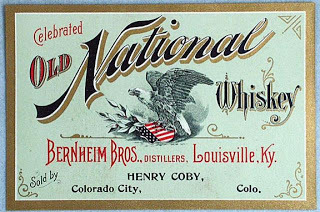 Celebrated
OLD National
Whiskey
BERNHEIM BROS., DISTILLERS, Louisville, Ky.
Sold by
HENRY COBY,
Colorado City, Colo.